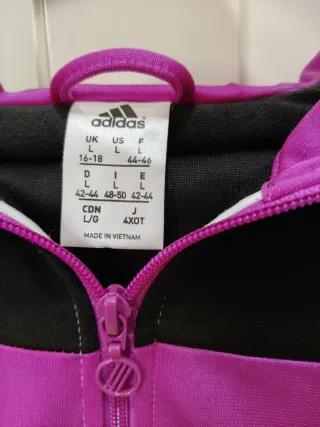 adidas
UK US F
L L L
16-18 44-46
D I E
L L L
42-44 48-50 42-44
CDN J
L/G 4XOT
MADE IN VIETNAM